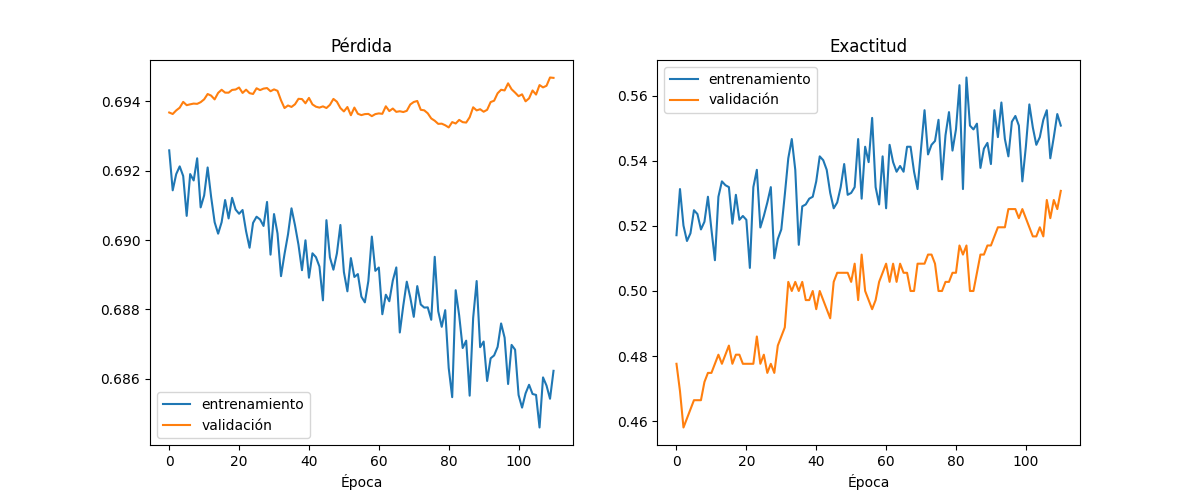 Pérdida
0.694
0.692
0.690
0.688
0.686
entrenamiento
validación
0 20 40 60 80 100
Época
Exactitud
entrenamiento
validación
0.56
0.54
0.52
0.50
0.48
0.46
0 20 40 60 80 100
Época